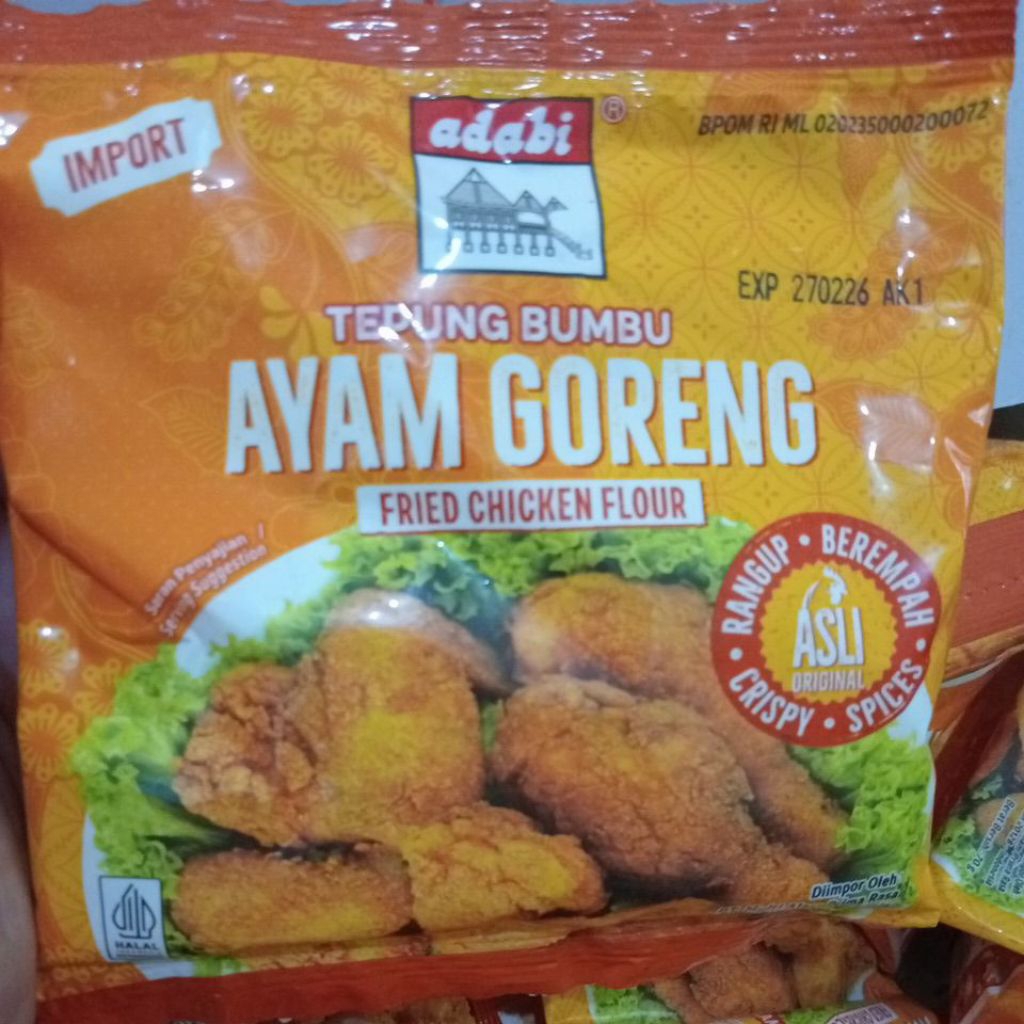 IMPORT
adabi®
BPOM RI ML 020235000200072
EXP 270226 AK1
TEPUNG BUMBU
AYAM GORENG
FRIED CHICKEN FLOUR
Saran Penyajian /
Serving Suggestion
RANGUP • BEREMPAH • CRISPY • SPICES •
ASLI
ORIGINAL
HALAL
Diimpor Oleh